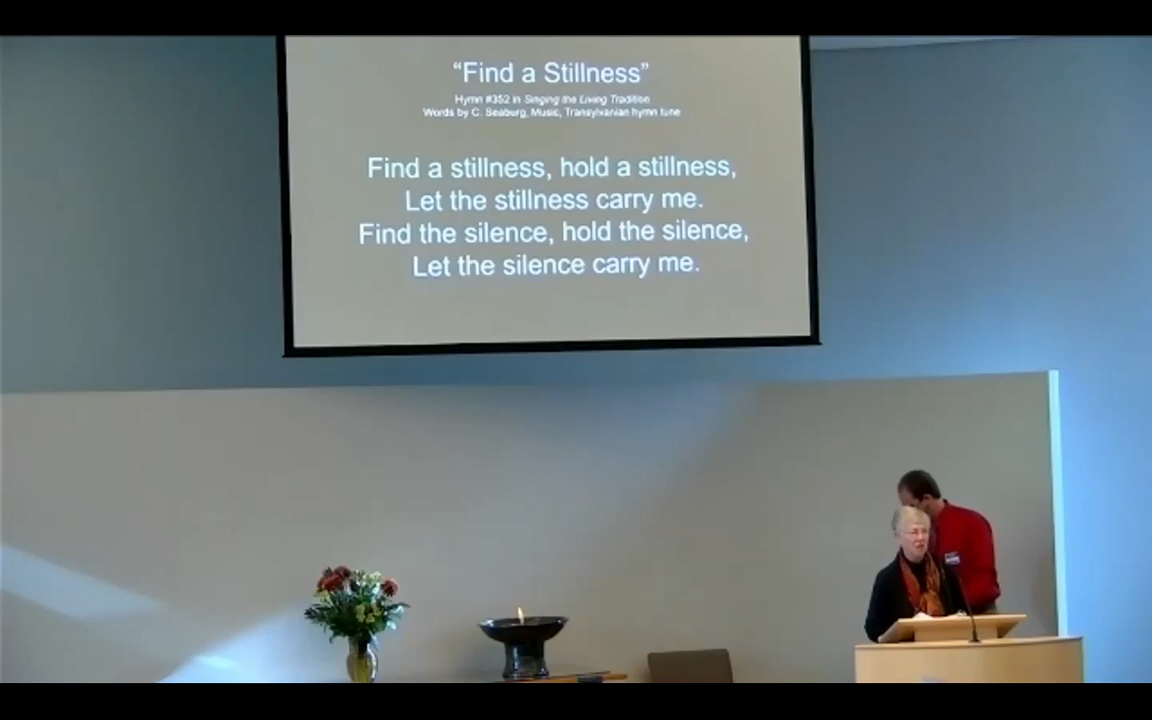 “Find a Stillness”
Hymn #352 in Singing the Living Tradition
Words by C. Seaburg, Music, Transylvanian hymn tune
Find a stillness, hold a stillness,
Let the stillness carry me.
Find the silence, hold the silence,
Let the silence carry me.